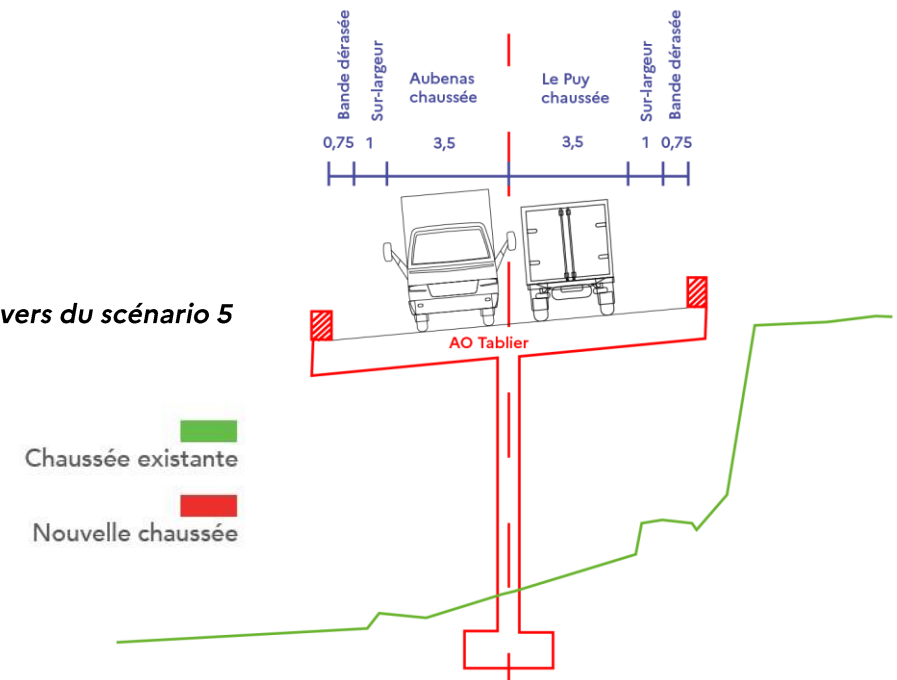 Bande dérasée
Sur-largeur
Aubenas
chaussée
Le Puy
chaussée
Sur-largeur
Bande dérasée
0,75 1 3,5 3,5 1 0,75
vers du scénario 5
AO Tablier
Chaussée existante
Nouvelle chaussée